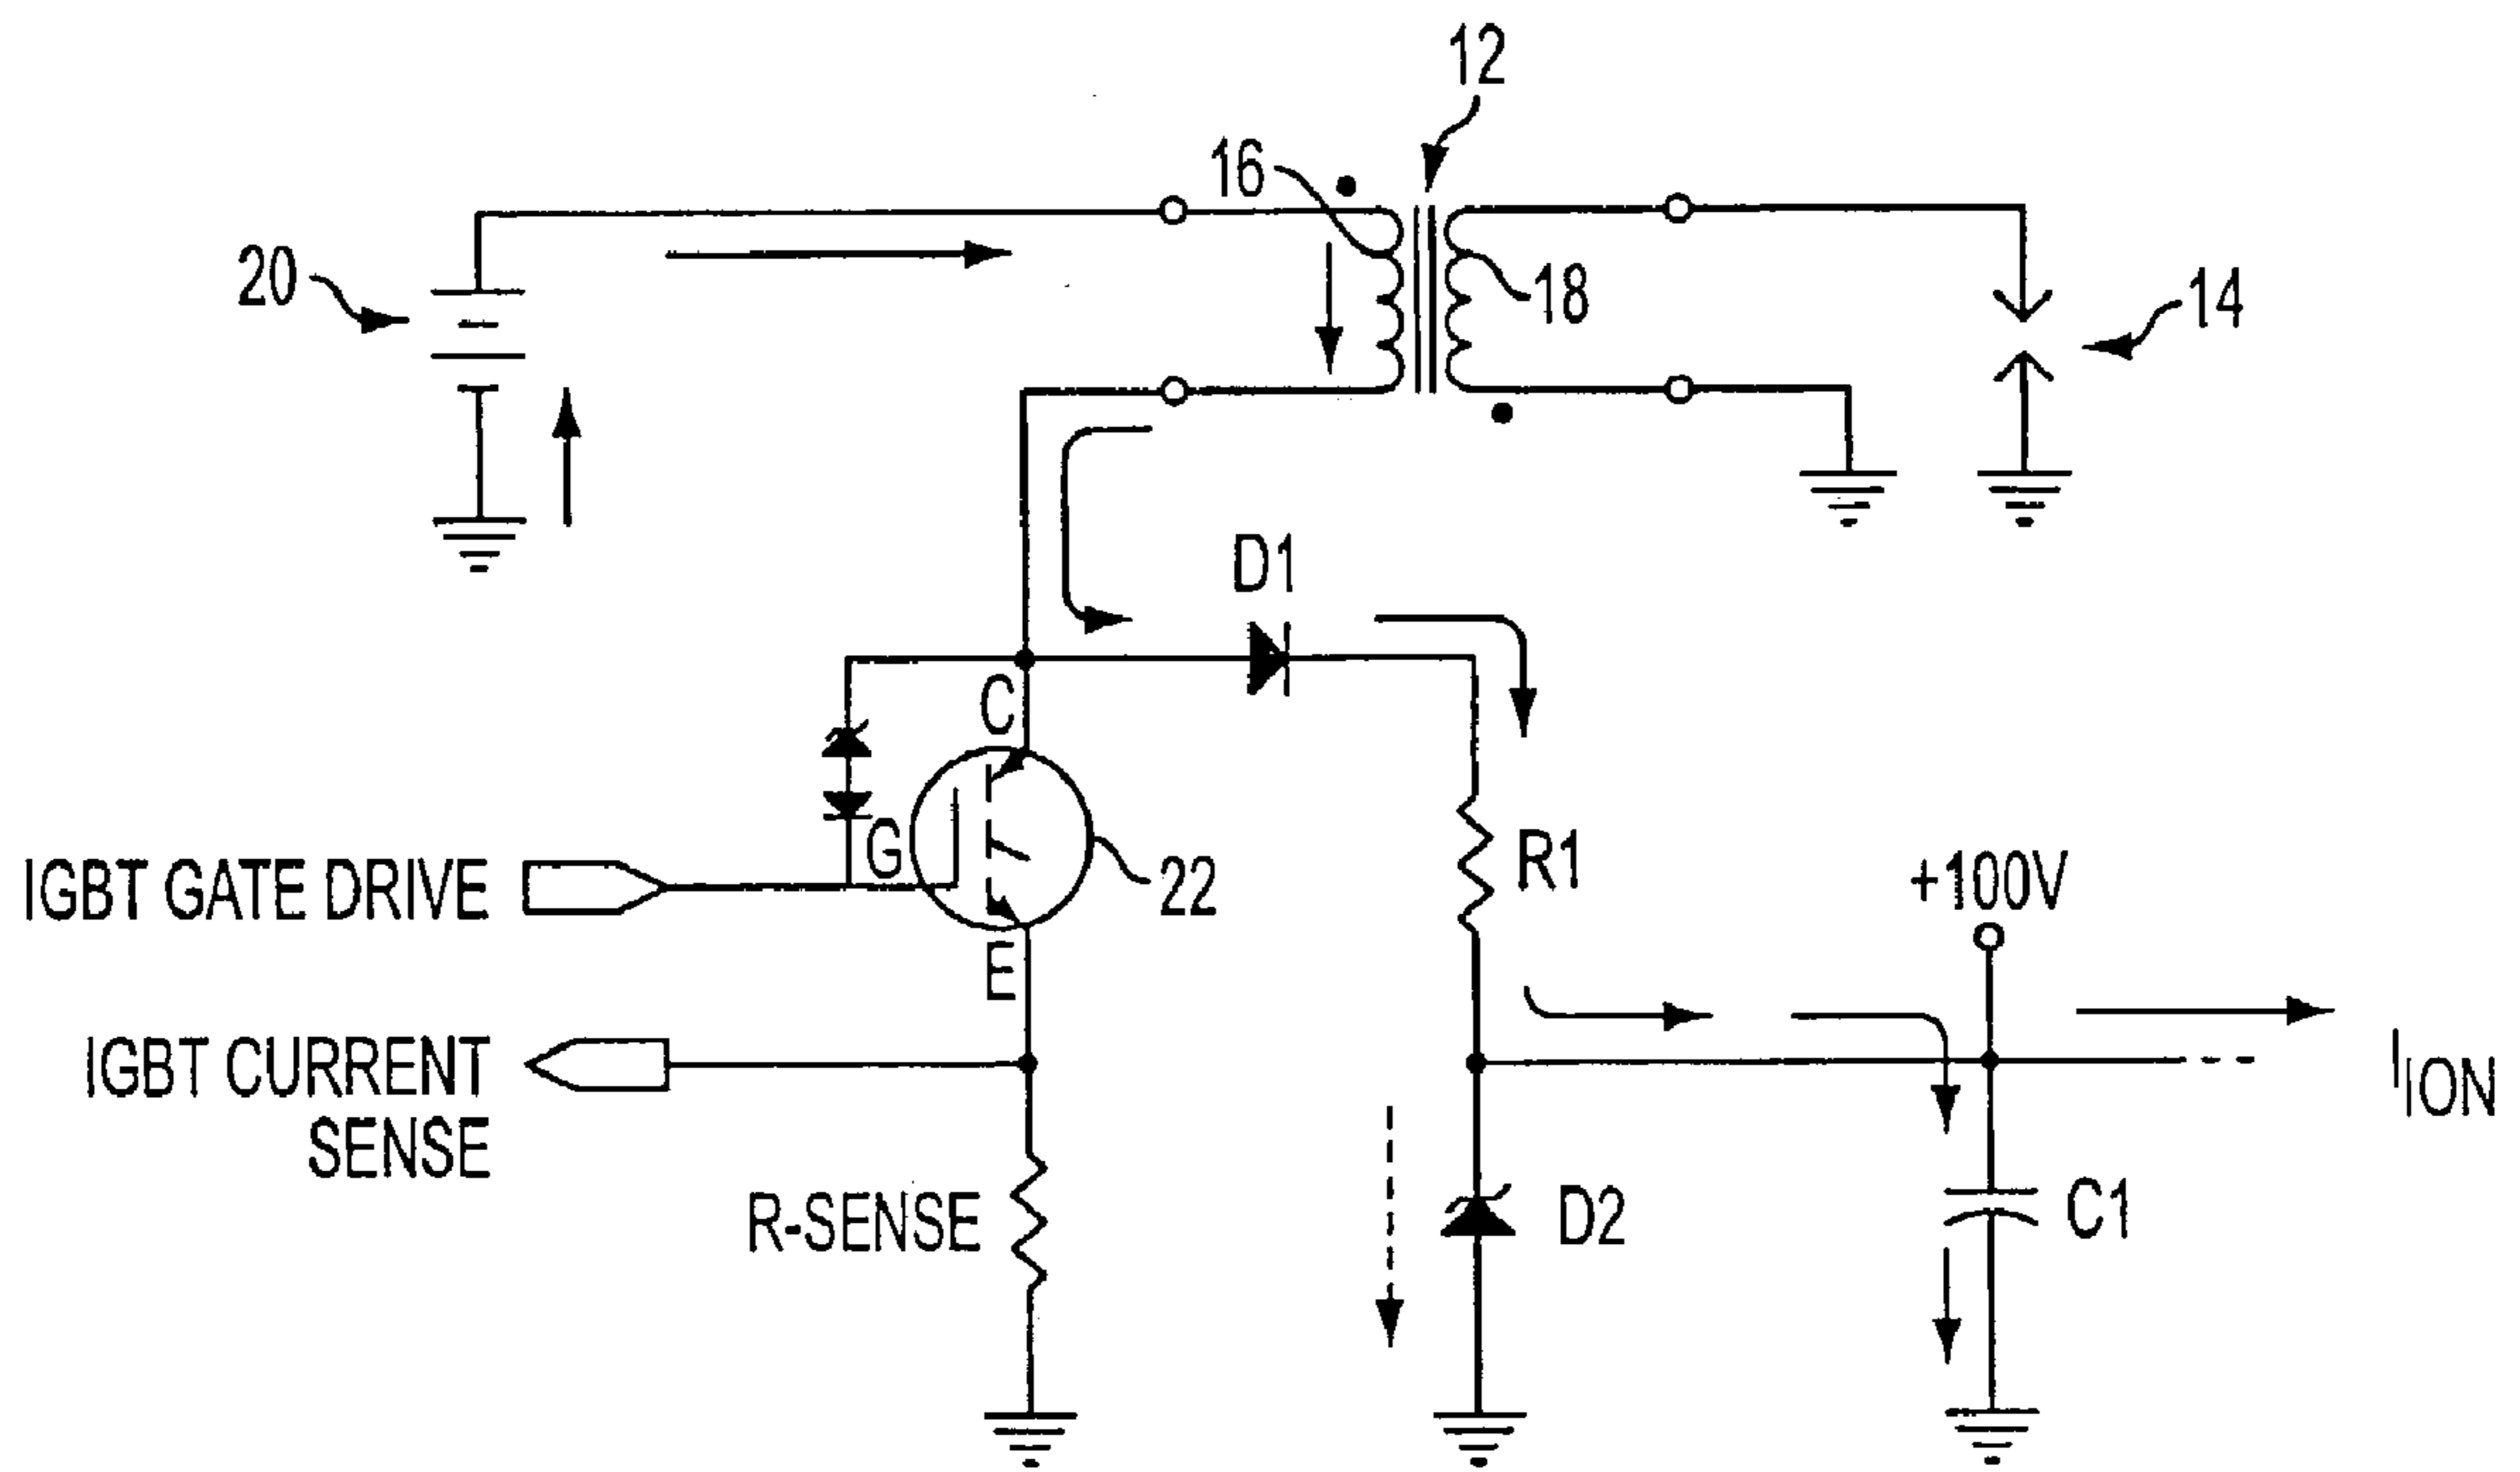 12
16
20
18
14
D1
C
G
22
R1
IGBT GATE DRIVE
+100V
E
IGBT CURRENT
SENSE
I ION
R-SENSE
D2
C1